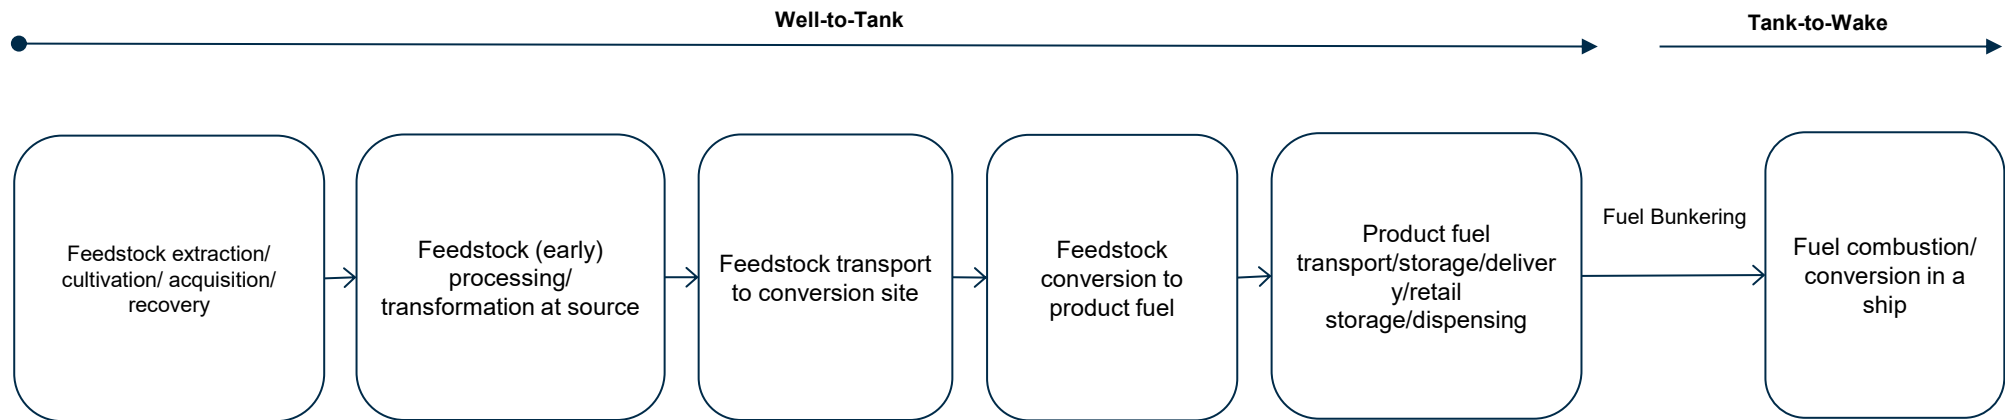 Well-to-Tank
Tank-to-Wake
Feedstock extraction/
cultivation/ acquisition/
recovery
Feedstock (early)
processing/
transformation at source
Feedstock transport
to conversion site
Feedstock
conversion to
product fuel
Product fuel
transport/storage/deliver
y/retail
storage/dispensing
Fuel Bunkering
Fuel combustion/
conversion in a
ship